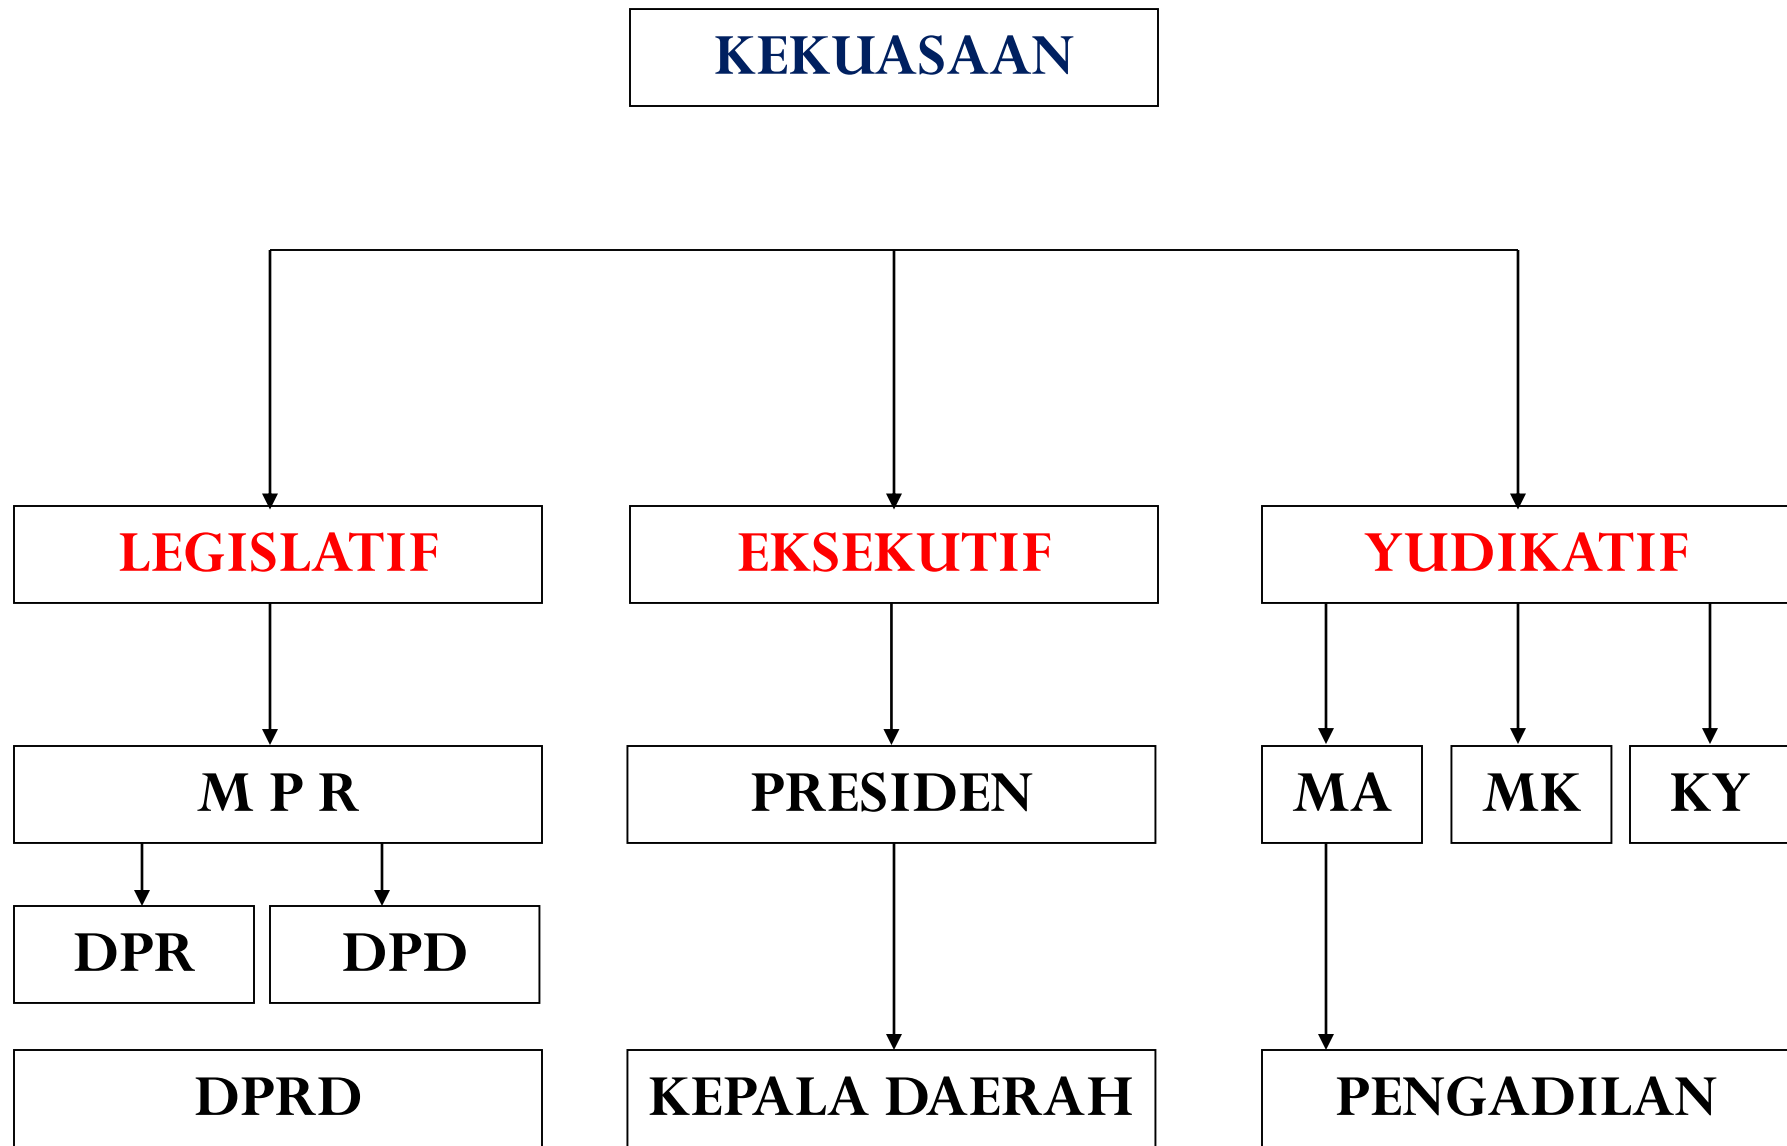 KEKUASAAN
LEGISLATIF
EKSEKUTIF
YUDIKATIF
M P R
PRESIDEN
MA
MK
KY
DPR
DPD
DPRD
KEPALA DAERAH
PENGADILAN